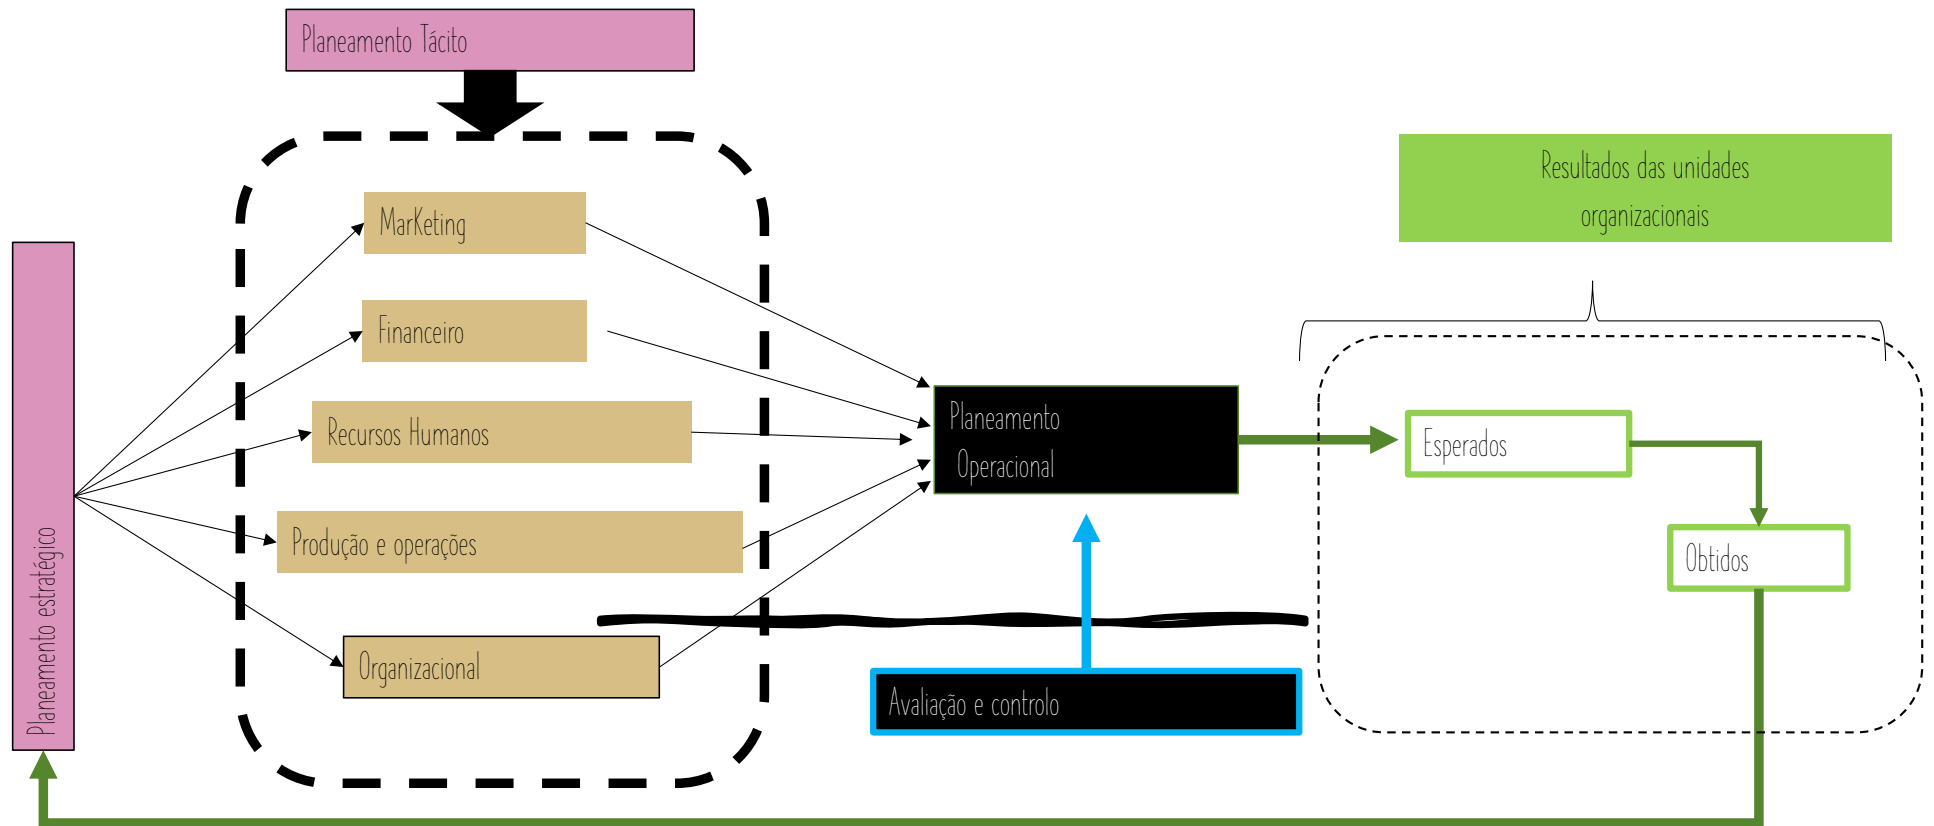 Planeamento Tácito
Planeamento estratégico
MarKeting
Financeiro
Recursos Humanos
Produção e operações
Organizacional
Planeamento
Operacional
Avaliação e controlo
Resultados das unidades
organizacionais
Esperados
Obtidos